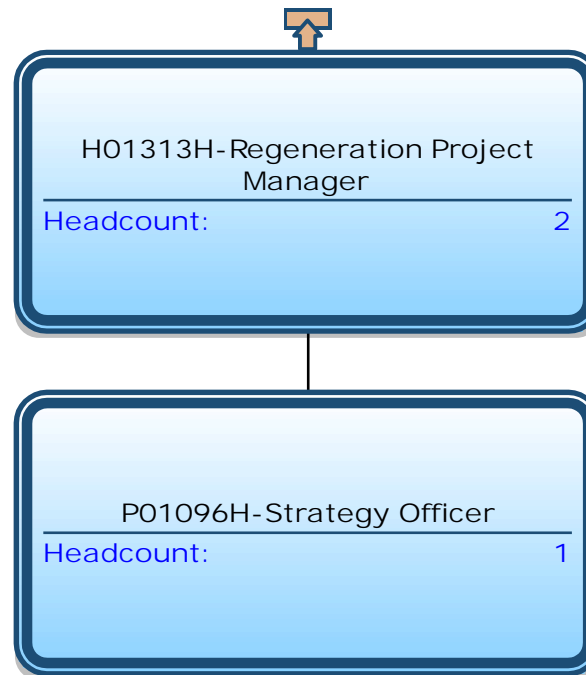 H01313H-Regeneration Project
Manager
Headcount: 2
P01096H-Strategy Officer
Headcount: 1